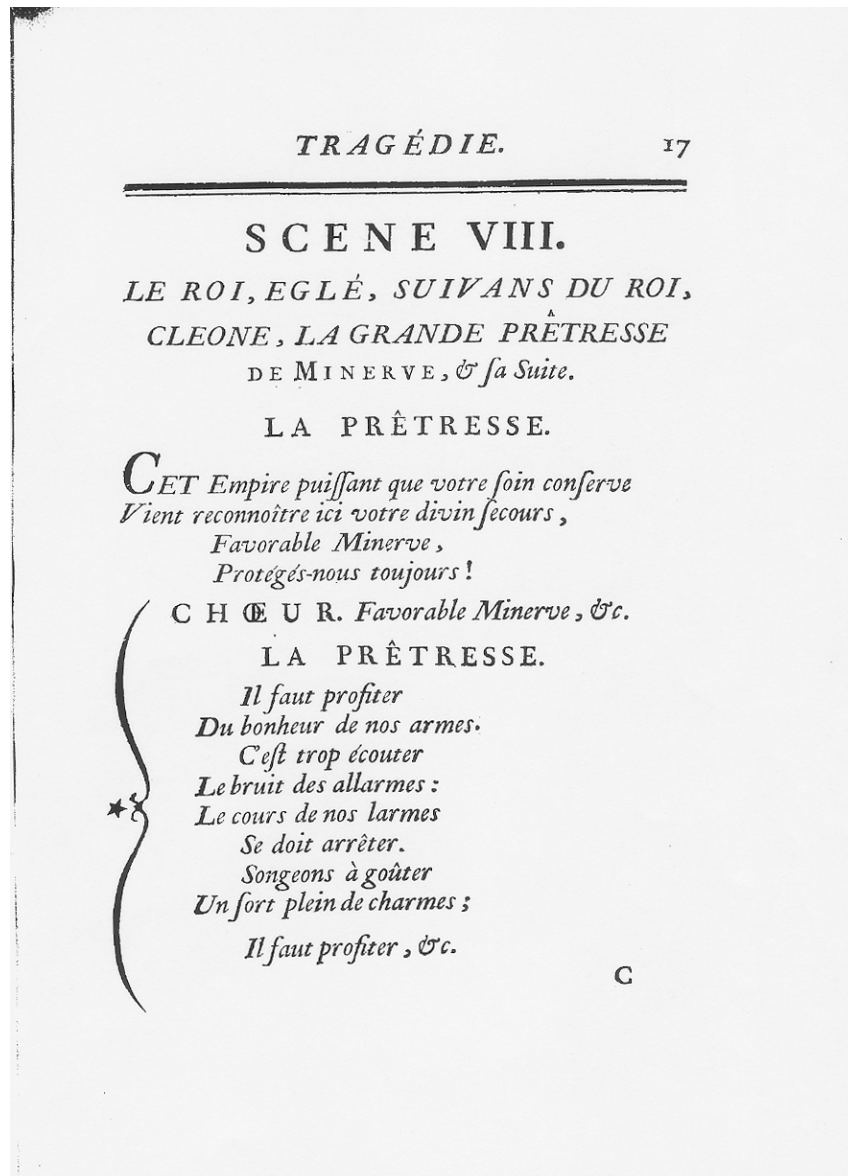 TRAGÉDIE. 17
SCENE VIII.
LE ROI, EGLÉ, SUIVANS DU ROI,
CLEONE, LA GRANDE PRÊTRESSE
DE MINERVE, & ſa Suite.
LA PRÊTRESSE.
CET Empire puiſſant que votre ſoin conſerve
Vient reconnoître ici votre divin ſecours,
Favorable Minerve,
Protégés-nous toujours!
CHŒUR. Favorable Minerve, &c.
LA PRÊTRESSE.
Il faut profiter
Du bonheur de nos armes.
C'eſt trop écouter
Le bruit des allarmes:
Le cours de nos larmes
Se doit arrêter.
Songeons à goûter
Un ſort plein de charmes;
Il faut profiter, &c.
C